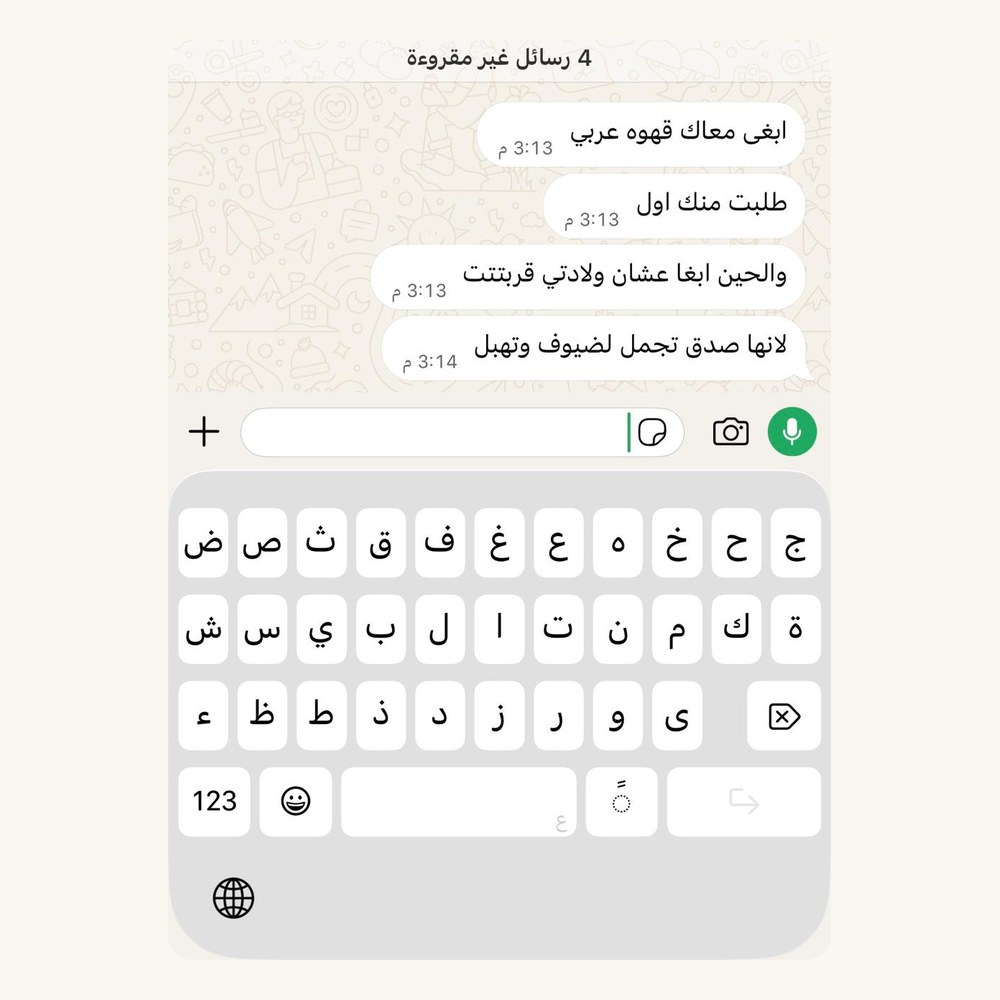 4 رسائل غير مقروءة
ابغى معاك قهوه عربي
3:13 م
طلبت منك اول
3:13 م
والحين ابغا عشان ولادتي قربتتت
3:13 م
لانها صدق تجمل لضيوف وتهبل
3:14 م
ض ص ث ق ف غ ع ه خ ح ج
ش س ي ب ل ا ت ن م ك ة
ء ظ ط ذ د ز ر و ى
123
ع